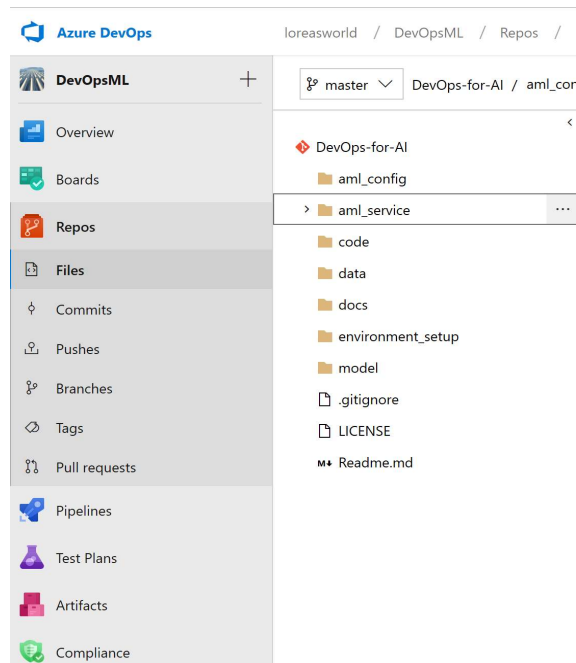 Azure DevOps
loreasworld / DevOpsML / Repos /
DevOpsML
master
DevOps-for-AI / aml_con
Overview
Boards
Repos
Files
Commits
Pushes
Branches
Tags
Pull requests
Pipelines
Test Plans
Artifacts
Compliance
DevOps-for-AI
aml_config
aml_service
code
data
docs
environment_setup
model
.gitignore
LICENSE
M↓ Readme.md